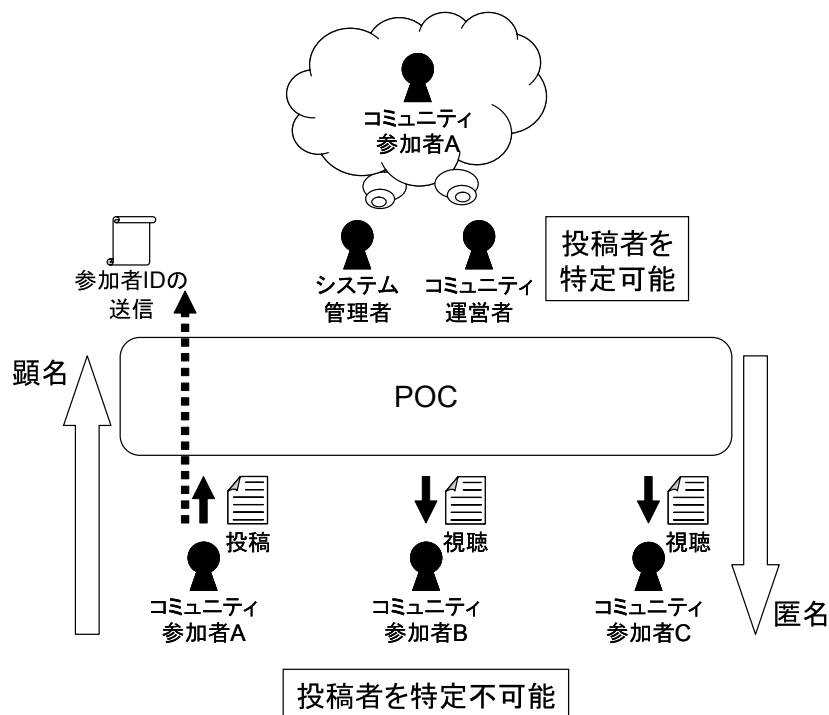 コミュニティ
参加者A
投稿者を
特定可能
参加者IDの
送信
システム
管理者
コミュニティ
運営者
顕名
POC
投稿
視聴
視聴
コミュニティ
参加者A
コミュニティ
参加者B
コミュニティ
参加者C
匿名
投稿者を特定不可能